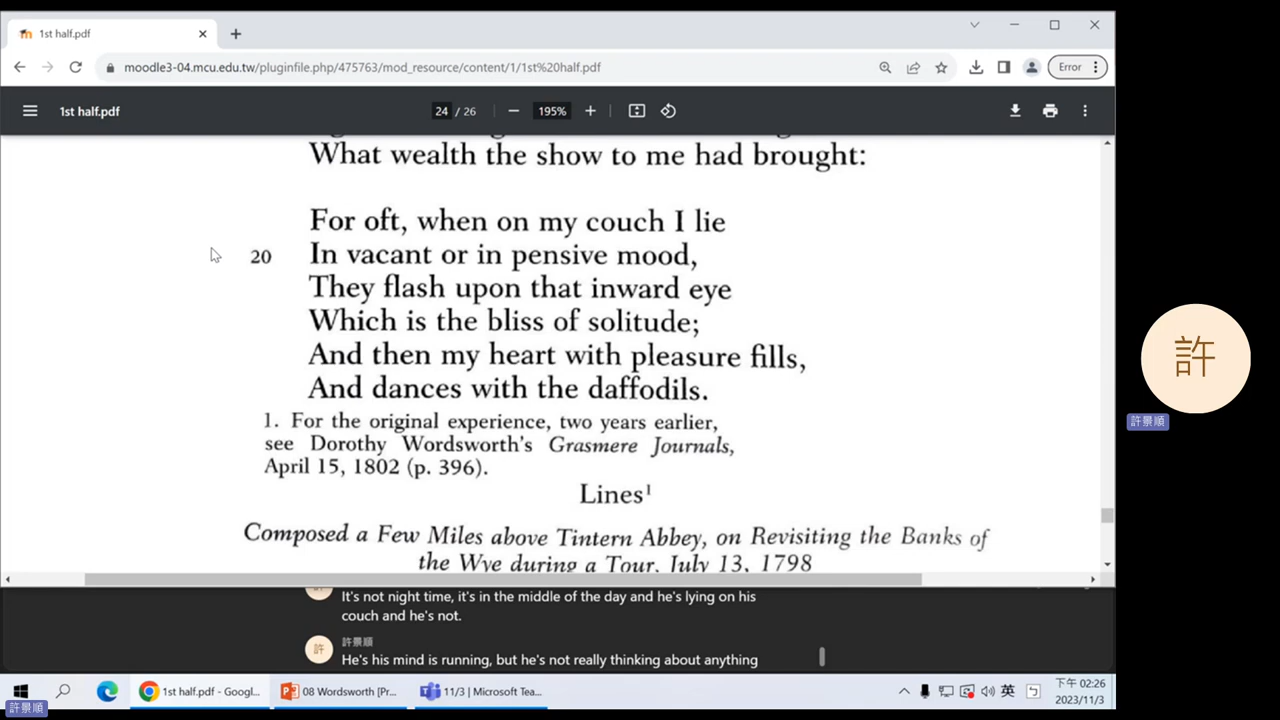 1st half.pdf
moodle3-04.mcu.edu.tw/pluginfile.php/475763/mod_resource/content/1/1st%20half.pdf
Error
1st half.pdf
24 / 26
195%
What wealth the show to me had brought:
For oft, when on my couch I lie
20 In vacant or in pensive mood,
They flash upon that inward eye
Which is the bliss of solitude;
And then my heart with pleasure fills,
And dances with the daffodils.
1. For the original experience, two years earlier,
see Dorothy Wordsworth's Grasmere Journals,
April 15, 1802 (p. 396).
Lines¹
Composed a Few Miles above Tintern Abbey, on Revisiting the Banks of
the Wye during a Tour, July 13, 1798
許
許景順
許
It's not night time, it's in the middle of the day and he's lying on his
couch and he's not.
許景順
許
He's his mind is running, but he's not really thinking about anything
1st half.pdf - Googl...
08 Wordsworth [Pr...
11/3 | Microsoft Tea...
英
下午 02:26
2023/11/3
許景順